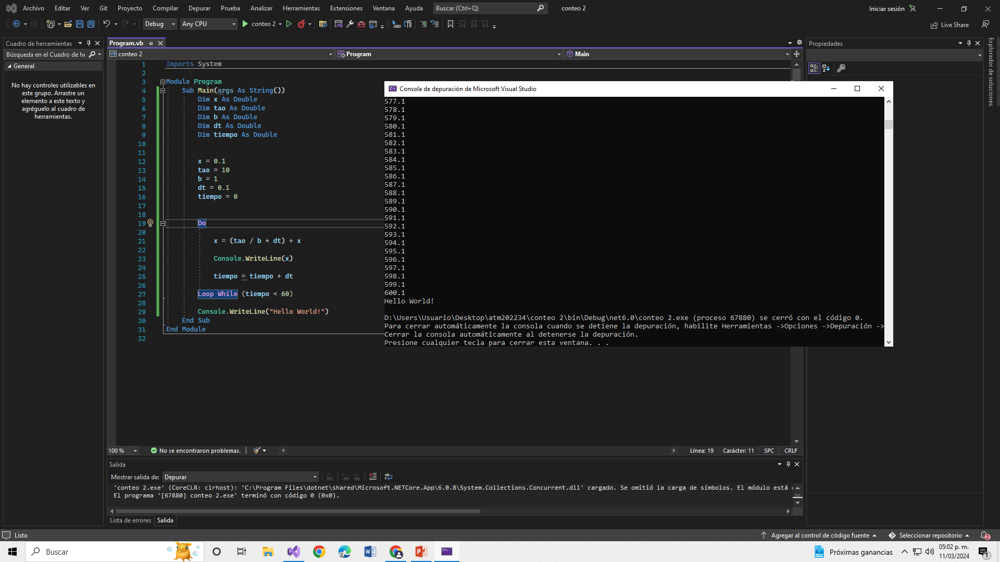 Archivo Editar Ver Git Proyecto Compilar Depurar Prueba Analizar Herramientas Extensiones Ventana Ayuda Buscar (Ctrl+Q) conteo 2 Iniciar sesión
Debug Any CPU conteo 2 Live Share
Cuadro de herramientas
Búsqueda en el Cuadro de he
General
No hay controles utilizables en
este grupo. Arrastre un
elemento a este texto y
agréguelo al cuadro de
herramientas.
Program.vb
VB conteo 2 Program Main
1 Imports System
2
3 Module Program
4 Sub Main(args As String())
5 Dim x As Double
6 Dim tao As Double
7 Dim b As Double
8 Dim dt As Double
9 Dim tiempo As Double
10
11
12 x = 0.1
13 tao = 10
14 b = 1
15 dt = 0.1
16 tiempo = 0
17
18
19 Do
20
21 x = (tao / b * dt) + x
22
23 Console.WriteLine(x)
24
25 tiempo = tiempo + dt
26
27 Loop While (tiempo < 60)
28
29 Console.WriteLine("Hello World!")
30 End Sub
31 End Module
32
Consola de depuración de Microsoft Visual Studio
577.1
578.1
579.1
580.1
581.1
582.1
583.1
584.1
585.1
586.1
587.1
588.1
589.1
590.1
591.1
592.1
593.1
594.1
595.1
596.1
597.1
598.1
599.1
600.1
Hello World!
D:\Users\Usuario\Desktop\atm202234\conteo 2\bin\Debug\net6.0\conteo 2.exe (proceso 67880) se cerró con el código 0.
Para cerrar automáticamente la consola cuando se detiene la depuración, habilite Herramientas ->Opciones ->Depuración ->
Cerrar la consola automáticamente al detenerse la depuración.
Presione cualquier tecla para cerrar esta ventana. . .
Propiedades
Explorador de soluciones
100 % No se encontraron problemas. Línea: 19 Carácter: 11 SPC CRLF
Salida
Mostrar salida de: Depurar
'conteo 2.exe' (CoreCLR: clrhost): 'C:\Program Files\dotnet\shared\Microsoft.NETCore.App\6.0.8\System.Collections.Concurrent.dll' cargado. Se omitió la carga de símbolos. El módulo está
El programa '[67880] conteo 2.exe' terminó con código 0 (0x0).
Lista de errores Salida
Listo Agregar al control de código fuente Seleccionar repositorio 2
Buscar Próximas ganancias 05:02 p. m.
11/03/2024 1